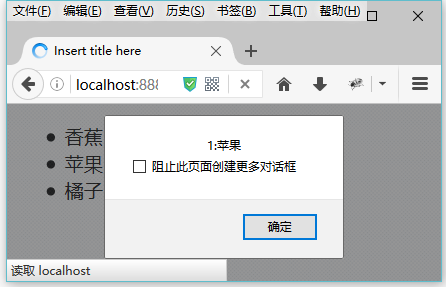 文件(F) 编辑(E) 查看(V) 历史(S) 书签(B) 工具(T) 帮助(H)
Insert title here
localhost:888
香蕉
苹果
橘子
1:苹果
阻止此页面创建更多对话框
确定
读取 localhost